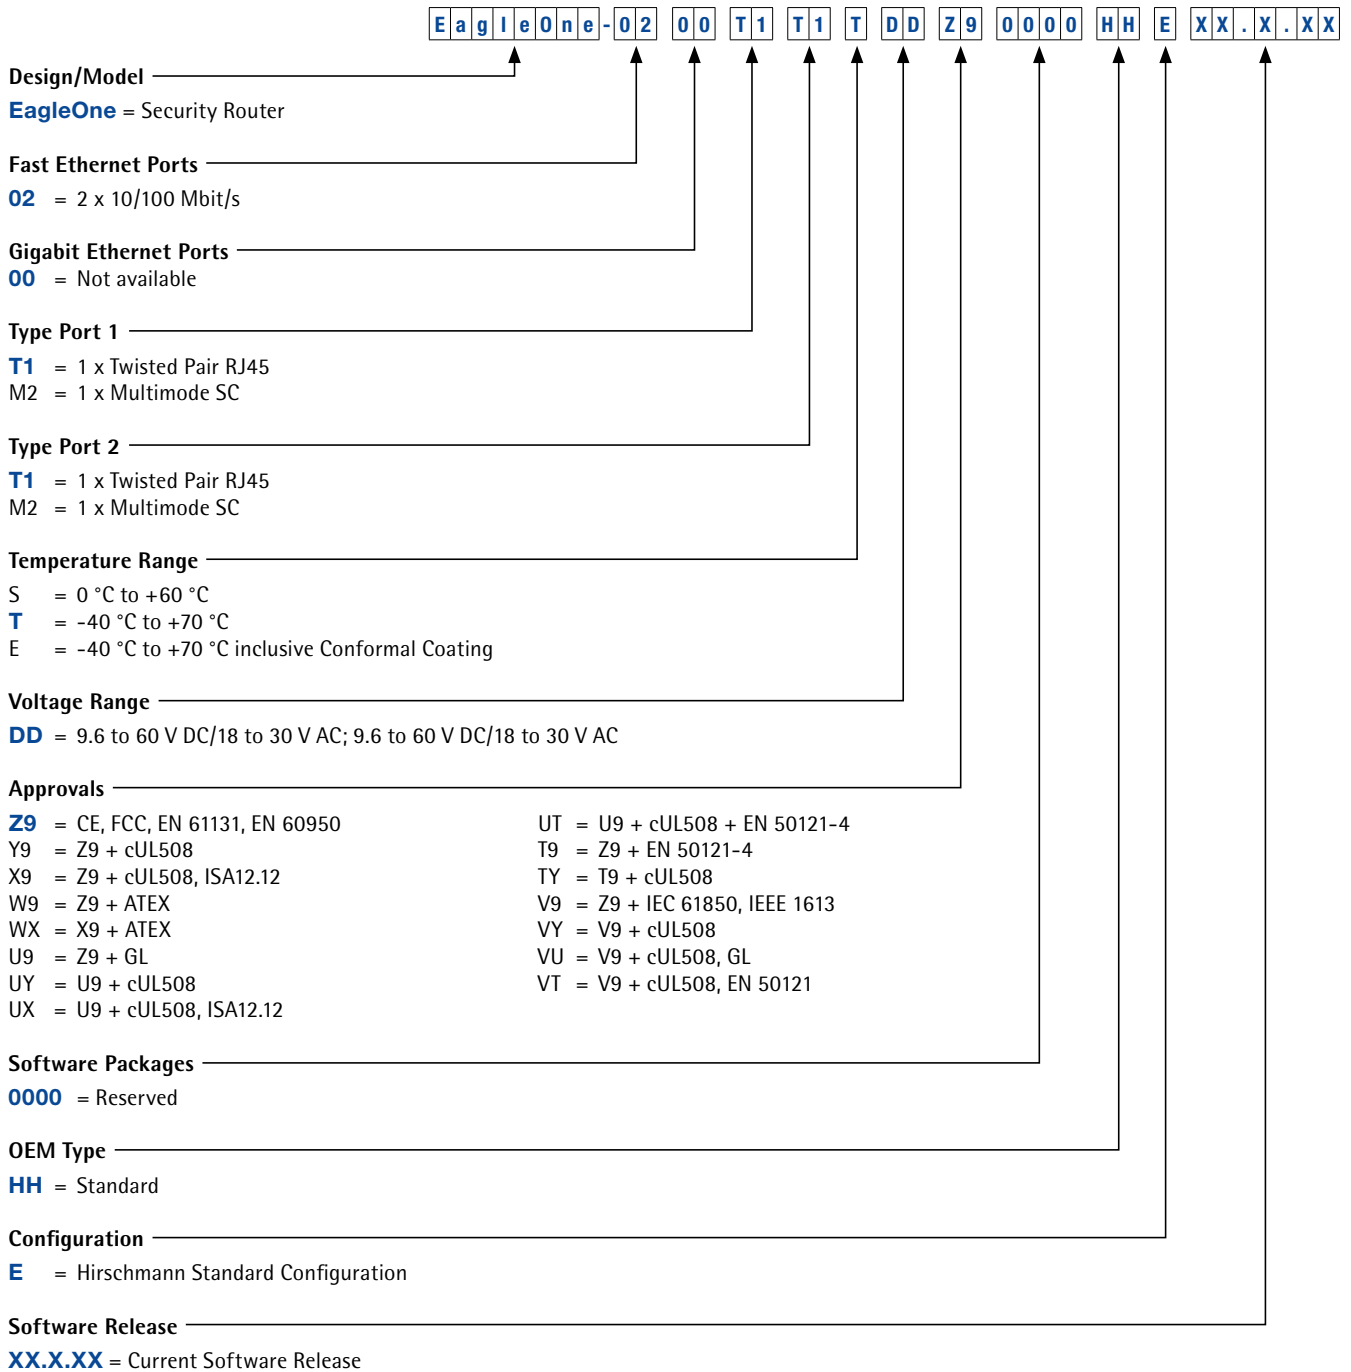 EagleOne-02 00 T1 T1 T DD Z9 0000 HH E XX.X.XX
Design/Model
EagleOne = Security Router
Fast Ethernet Ports
02 = 2 x 10/100 Mbit/s
Gigabit Ethernet Ports
00 = Not available
Type Port 1
T1 = 1 x Twisted Pair RJ45
M2 = 1 x Multimode SC
Type Port 2
T1 = 1 x Twisted Pair RJ45
M2 = 1 x Multimode SC
Temperature Range
S = 0 °C to +60 °C
T = -40 °C to +70 °C
E = -40 °C to +70 °C inclusive Conformal Coating
Voltage Range
DD = 9.6 to 60 V DC/18 to 30 V AC; 9.6 to 60 V DC/18 to 30 V AC
Approvals
Z9 = CE, FCC, EN 61131, EN 60950
Y9 = Z9 + cUL508
X9 = Z9 + cUL508, ISA12.12
W9 = Z9 + ATEX
WX = X9 + ATEX
U9 = Z9 + GL
UY = U9 + cUL508
UX = U9 + cUL508, ISA12.12
UT = U9 + cUL508 + EN 50121-4
T9 = Z9 + EN 50121-4
TY = T9 + cUL508
V9 = Z9 + IEC 61850, IEEE 1613
VY = V9 + cUL508
VU = V9 + cUL508, GL
VT = V9 + cUL508, EN 50121
Software Packages
0000 = Reserved
OEM Type
HH = Standard
Configuration
E = Hirschmann Standard Configuration
Software Release
XX.X.XX = Current Software Release